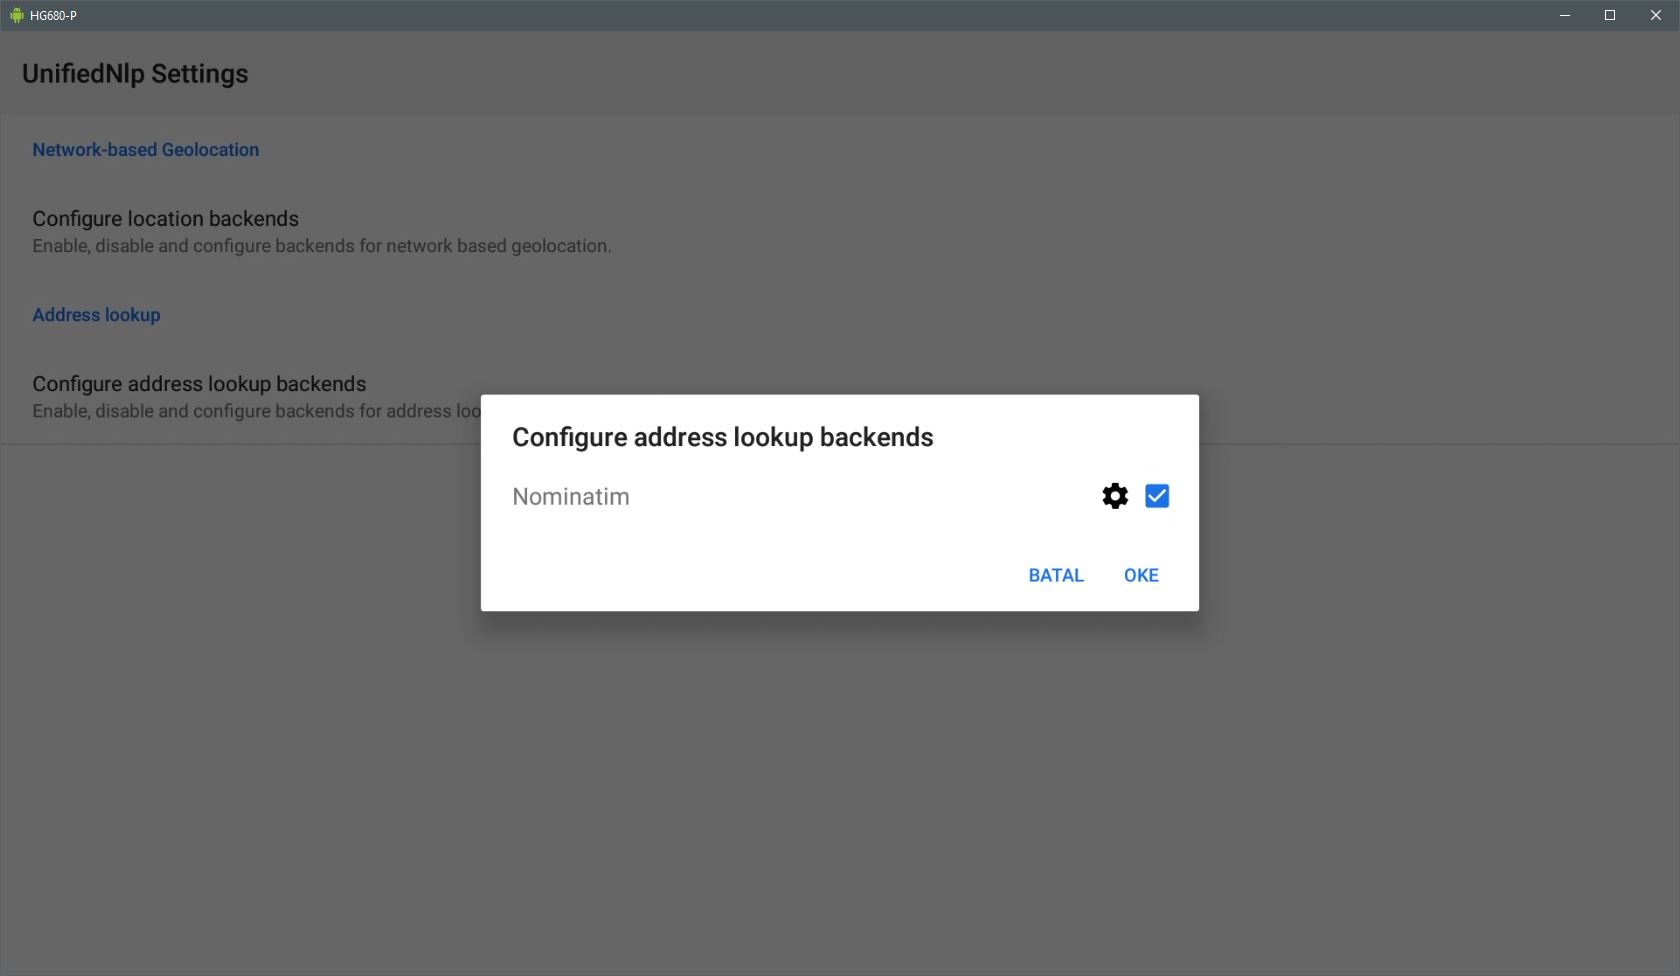 HG680-P
UnifiedNlp Settings
Network-based Geolocation
Configure location backends
Enable, disable and configure backends for network based geolocation.
Address lookup
Configure address lookup backends
Enable, disable and configure backends for address
Configure address lookup backends
Nominatim
BATAL OKE